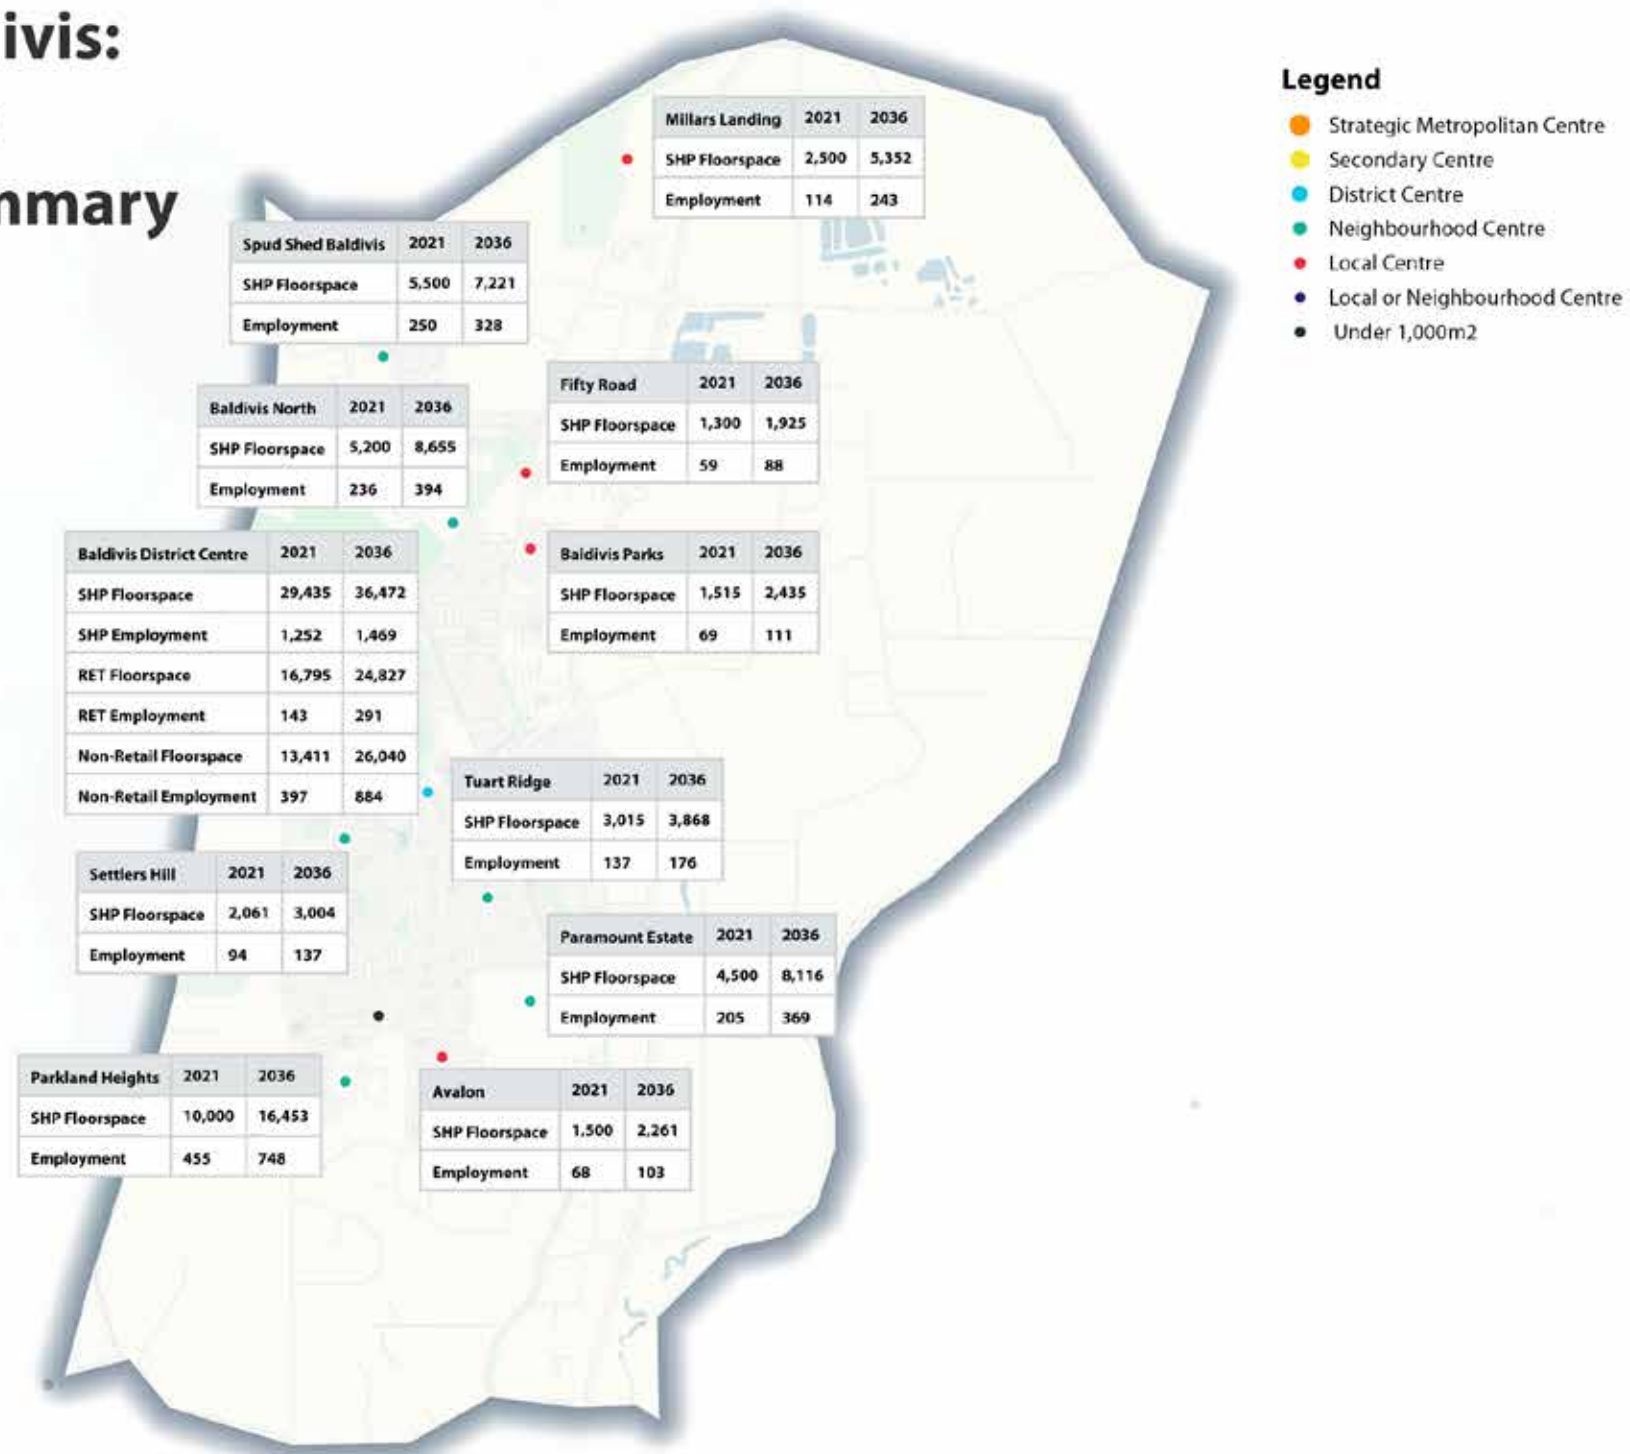 ivis:
nmary
Legend
Strategic Metropolitan Centre
Secondary Centre
District Centre
Neighbourhood Centre
Local Centre
Local or Neighbourhood Centre
Under 1,000m2
Millars Landing 2021 2036
SHP Floorspace 2,500 5,352
Employment 114 243
Spud Shed Baldivis 2021 2036
SHP Floorspace 5,500 7,221
Employment 250 328
Fifty Road 2021 2036
SHP Floorspace 1,300 1,925
Employment 59 88
Baldivis North 2021 2036
SHP Floorspace 5,200 8,655
Employment 236 394
Baldivis District Centre 2021 2036
SHP Floorspace 29,435 36,472
SHP Employment 1,252 1,469
RET Floorspace 16,795 24,827
RET Employment 143 291
Non-Retail Floorspace 13,411 26,040
Non-Retail Employment 397 884
Baldivis Parks 2021 2036
SHP Floorspace 1,515 2,435
Employment 69 111
Tuart Ridge 2021 2036
SHP Floorspace 3,015 3,868
Employment 137 176
Settlers Hill 2021 2036
SHP Floorspace 2,061 3,004
Employment 94 137
Paramount Estate 2021 2036
SHP Floorspace 4,500 8,116
Employment 205 369
Parkland Heights 2021 2036
SHP Floorspace 10,000 16,453
Employment 455 748
Avalon 2021 2036
SHP Floorspace 1,500 2,261
Employment 68 103